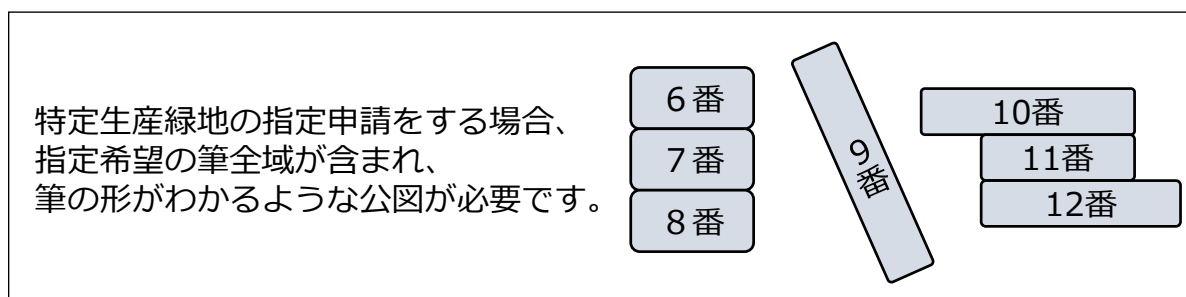 特定生産緑地の指定申請をする場合、
指定希望の筆全域が含まれ、
筆の形がわかるような公図が必要です。
６番
７番
８番
９番
10番
11番
12番